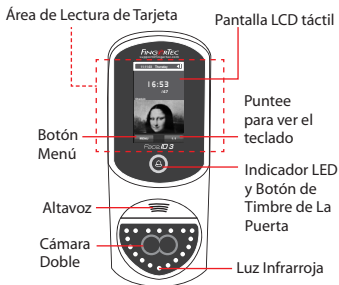 Área de Lectura de Tarjeta
Pantalla LCD táctil
FINGERTEC
16:53
Puntee
para ver el
teclado
Botón
Menú
Face ID 3
Indicador LED
y Botón de
Timbre de La
Puerta
Altavoz
Cámara
Doble
Luz Infrarroja